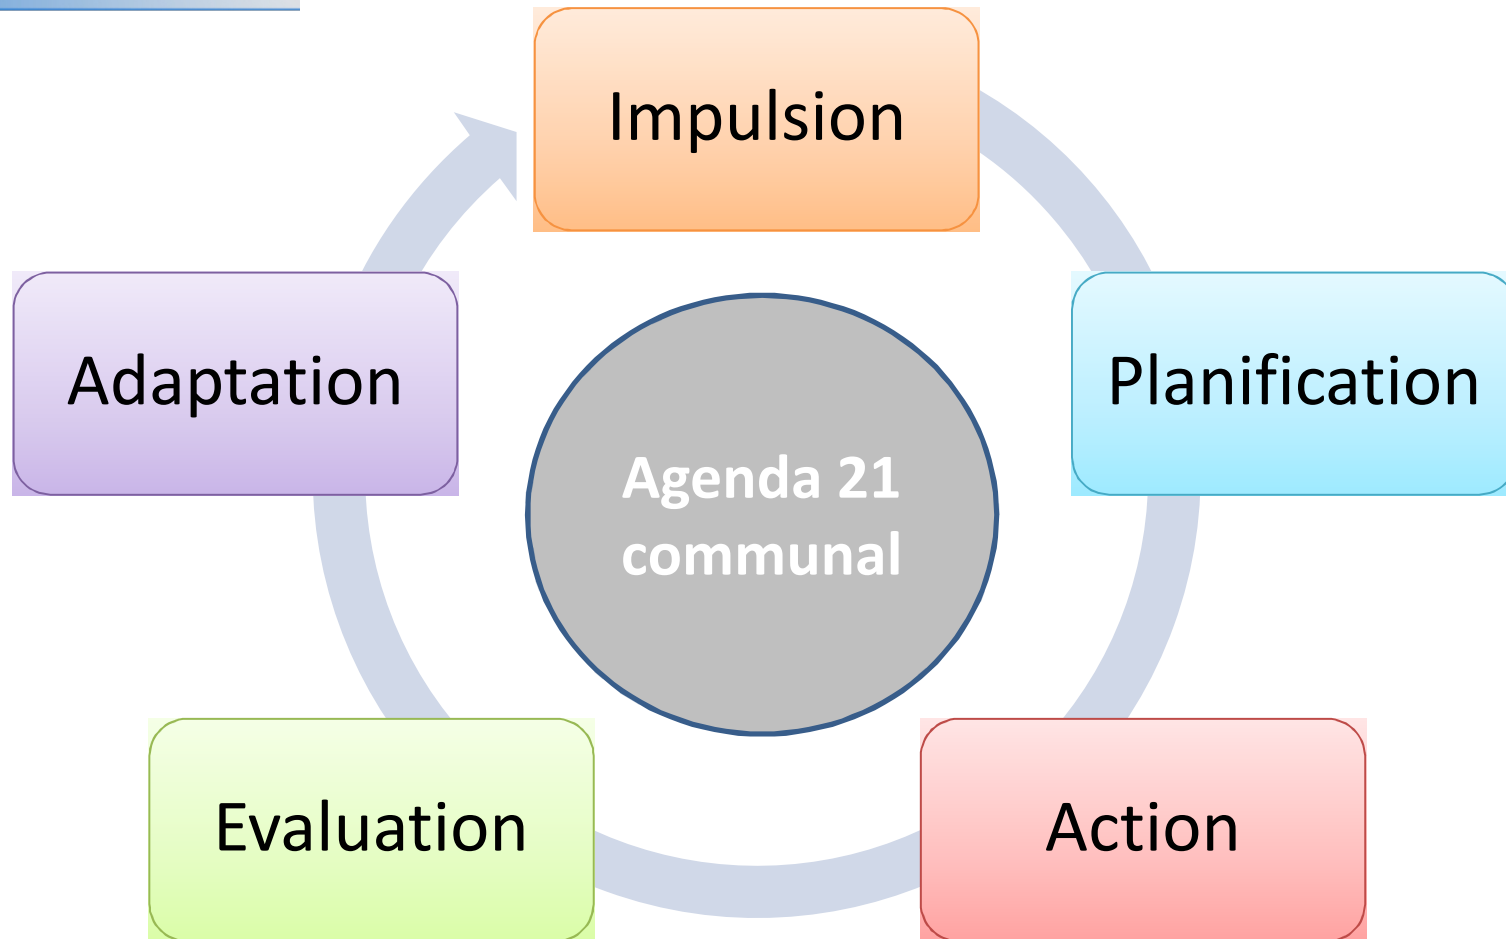 Impulsion
Adaptation
Planification
Agenda 21
communal
Evaluation
Action